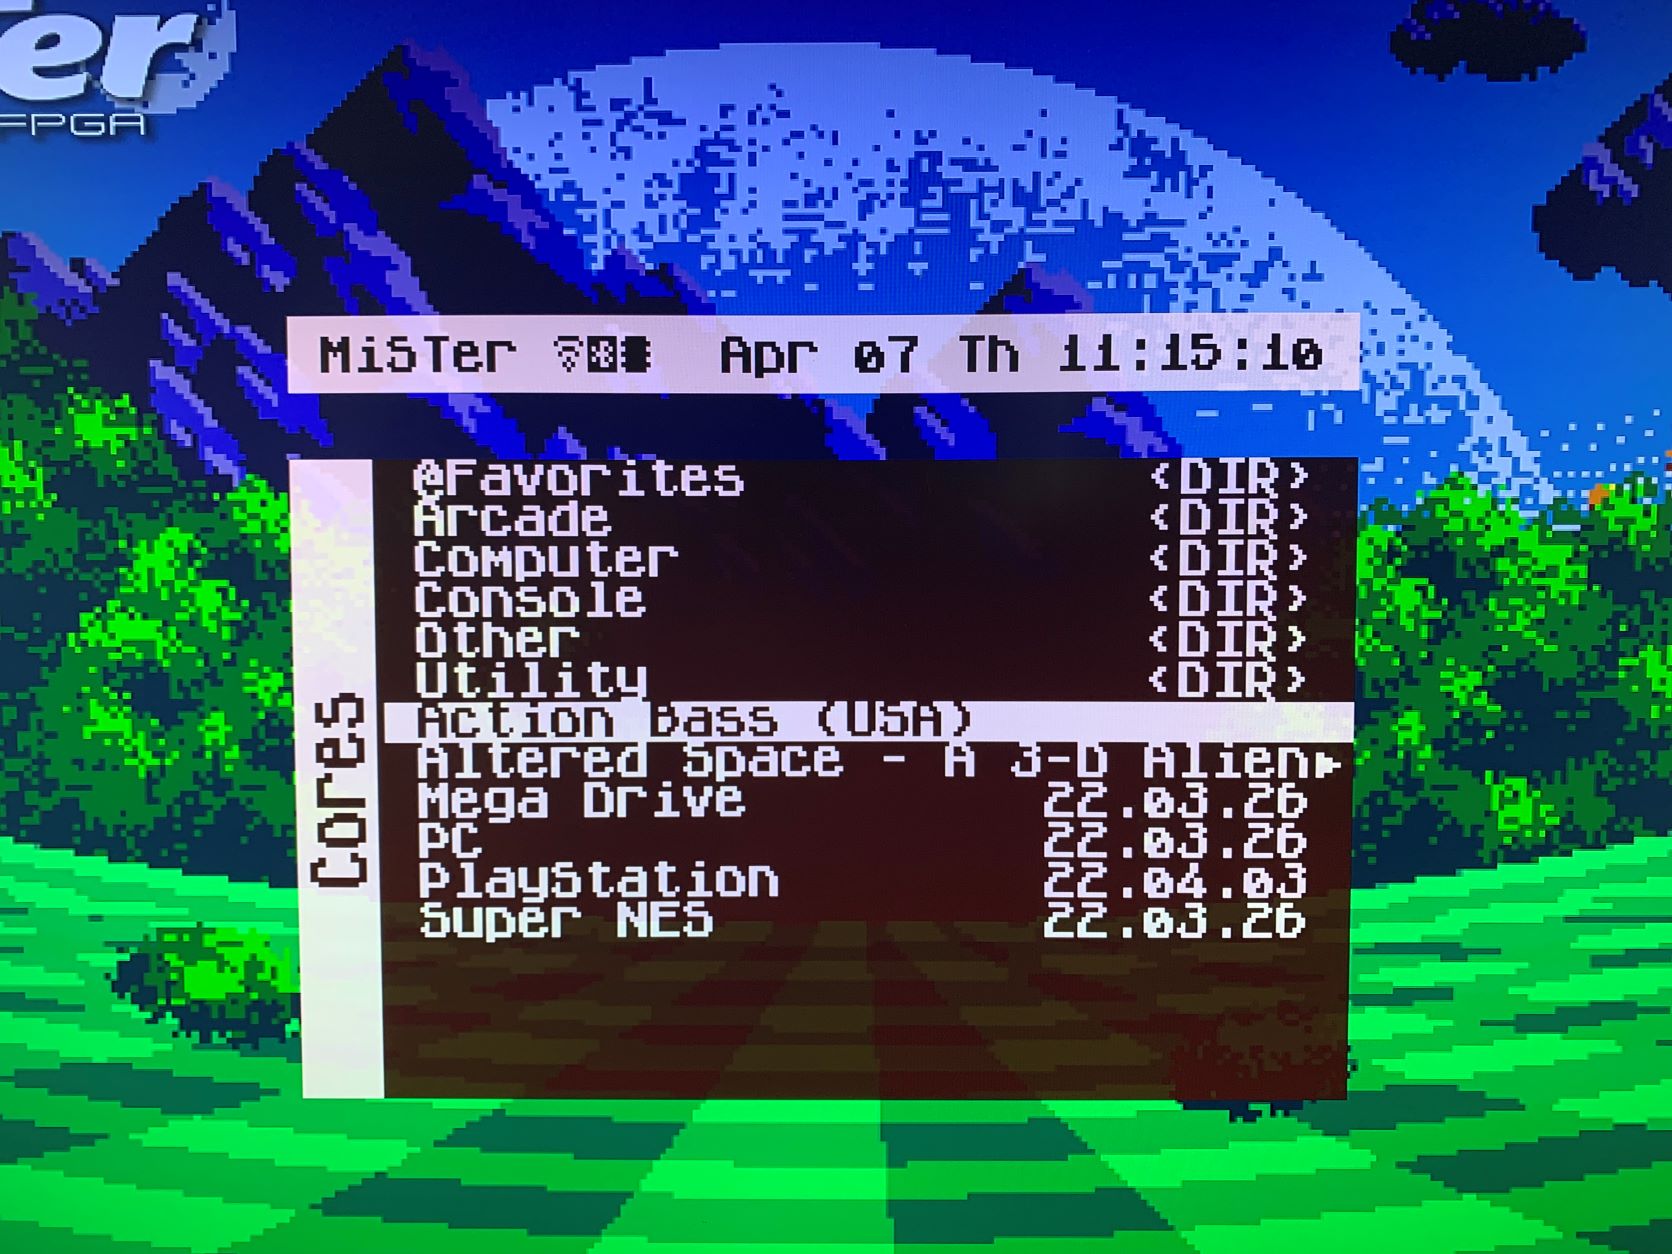 Ter
FPGA
MiSTer Apr 07 Th 11:15:10
Cores
@Favorites <DIR>
Arcade <DIR>
Computer <DIR>
Console <DIR>
Other <DIR>
Utility <DIR>
Action Bass (USA)
Altered Space - A 3-D Alien
Mega Drive 22.03.26
PC 22.03.26
PlayStation 22.04.03
Super NES 22.03.26